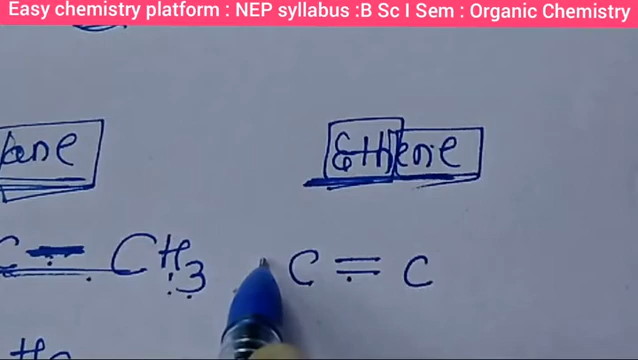 Easy chemistry platform : NEP syllabus :B Sc I Sem : Organic Chemistry
ane Ethene
C - CH3 C = C
H